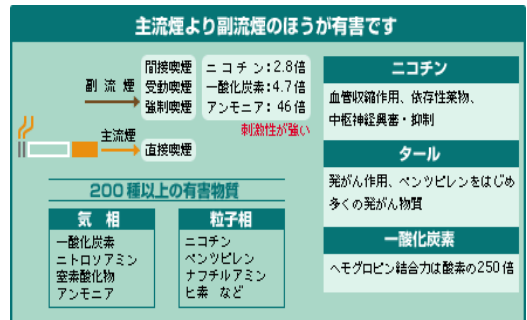 主流煙より副流煙のほうが有害です
副流煙
間接喫煙
受動喫煙
強制喫煙
ニコチン:2.8倍
一酸化炭素:4.7倍
アンモニア:46倍
刺激性が強い
主流煙
直接喫煙
200種以上の有害物質
気相
一酸化炭素
ニトロソアミン
窒素酸化物
アンモニア
粒子相
ニコチン
ベンツピレン
ナフチルアミン
ヒ素 など
ニコチン
血管収縮作用、依存性薬物、
中枢神経興奮・抑制
タール
発がん作用、ベンツピレンをはじめ
多くの発がん物質
一酸化炭素
ヘモグロビン結合力は酸素の250倍